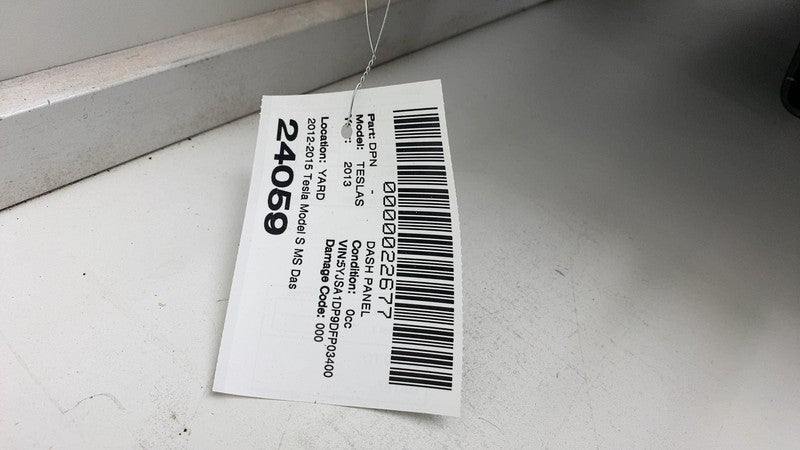 0000022677
Part: DPN - DASH PANEL
Model: TESLAS Condition: 0cc
2013 VIN:5YJSA1DP9DFP03400
Location: YARD Damage Code: 000
2012-2015 Tesla Model S MS Das
24059